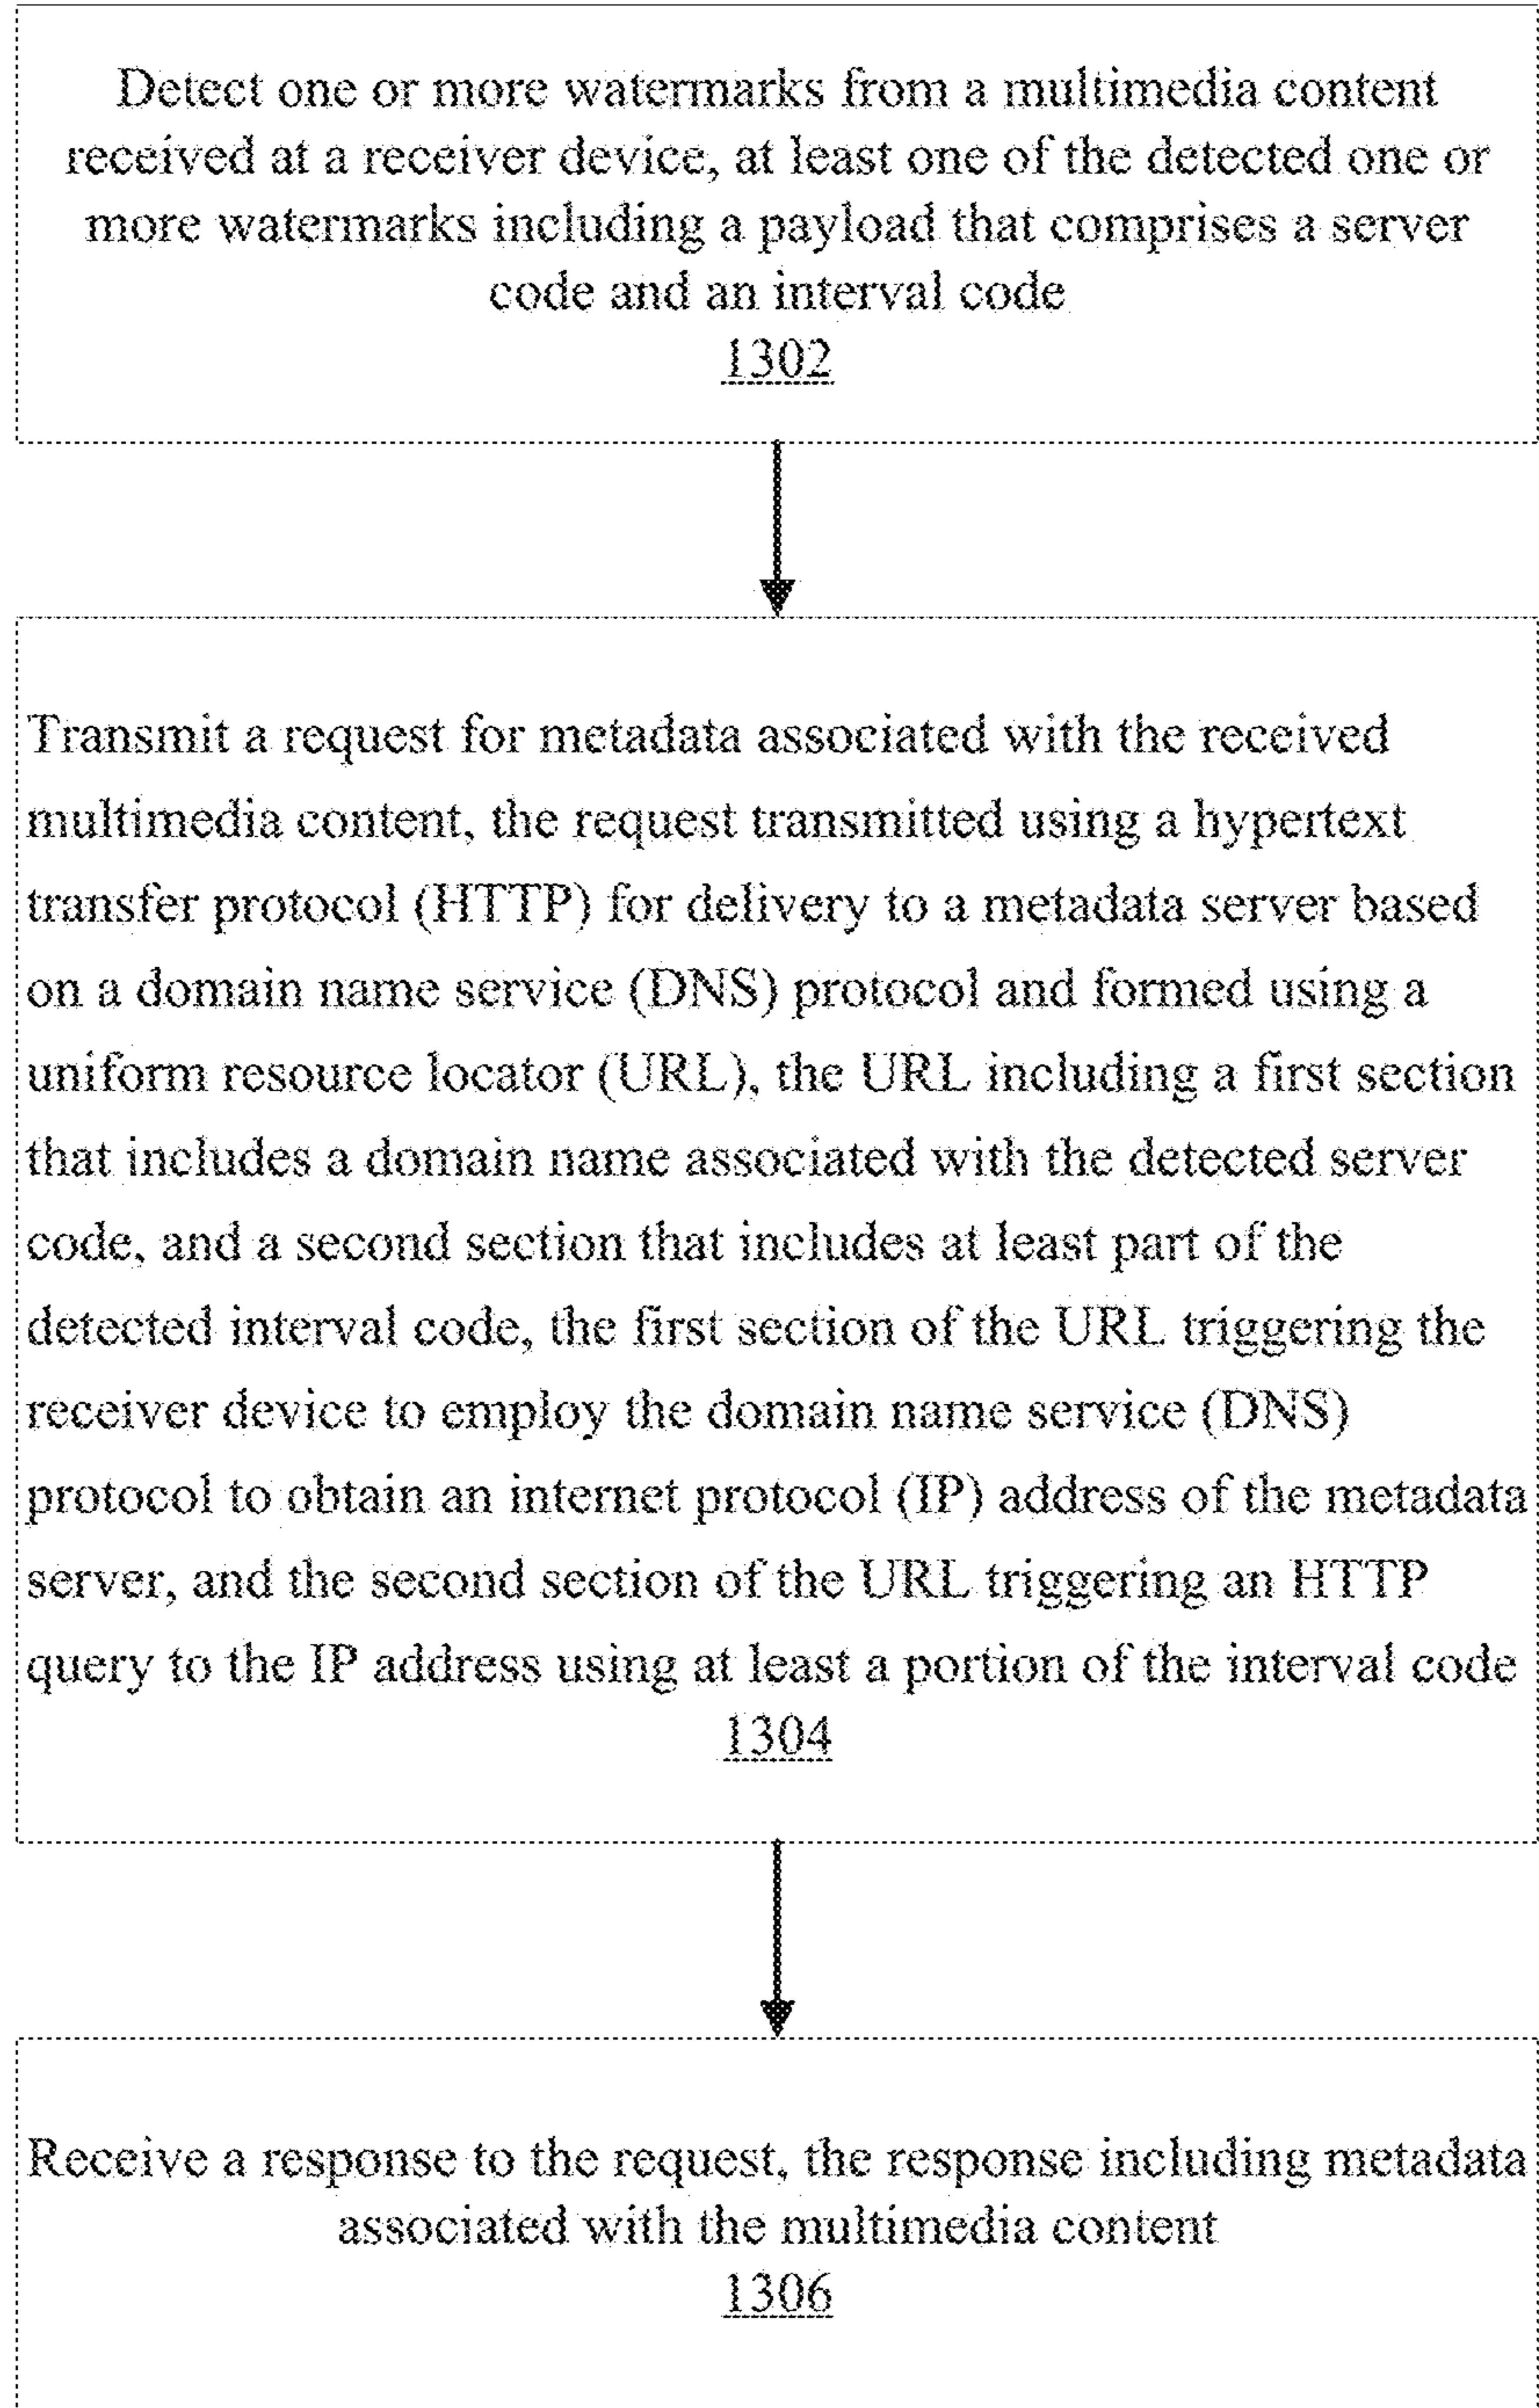 Detect one or more watermarks from a multimedia content
received at a receiver device, at least one of the detected one or
more watermarks including a payload that comprises a server
code and an interval code
1302
Transmit a request for metadata associated with the received
multimedia content, the request transmitted using a hypertext
transfer protocol (HTTP) for delivery to a metadata server based
on a domain name service (DNS) protocol and formed using a
uniform resource locator (URL), the URL including a first section
that includes a domain name associated with the detected server
code, and a second section that includes at least part of the
detected interval code, the first section of the URL triggering the
receiver device to employ the domain name service (DNS)
protocol to obtain an internet protocol (IP) address of the metadata
server, and the second section of the URL triggering an HTTP
query to the IP address using at least a portion of the interval code
1304
Receive a response to the request, the response including metadata
associated with the multimedia content
1306